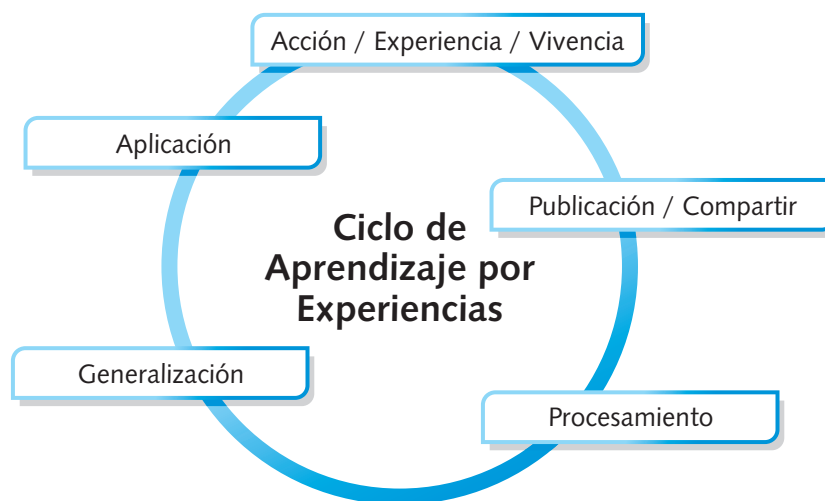 Acción / Experiencia / Vivencia
Aplicación
Publicación / Compartir
Ciclo de
Aprendizaje por
Experiencias
Generalización
Procesamiento